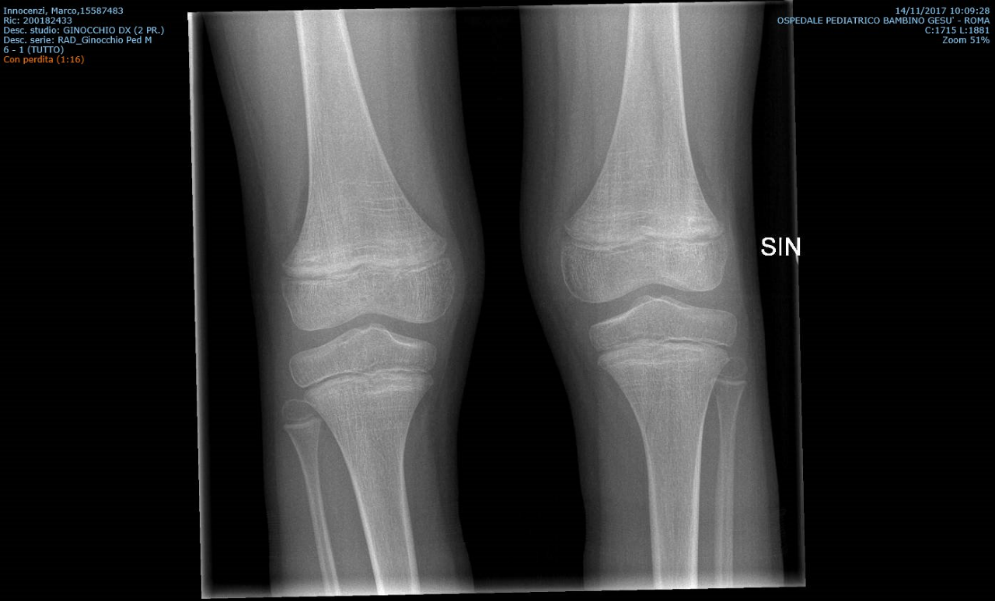 Innocenzi, Marco,15587483
Ric: 200182433
Desc. studio: GINOCCHIO DX (2 PR.)
Desc. serie: RAD_Ginocchio Ped M
6 - 1 (TUTTO)
Con perdita (1:16)
14/11/2017 10:09:28
OSPEDALE PEDIATRICO BAMBINO GESU' - ROMA
C:1715 L:1881
Zoom 51%
SIN